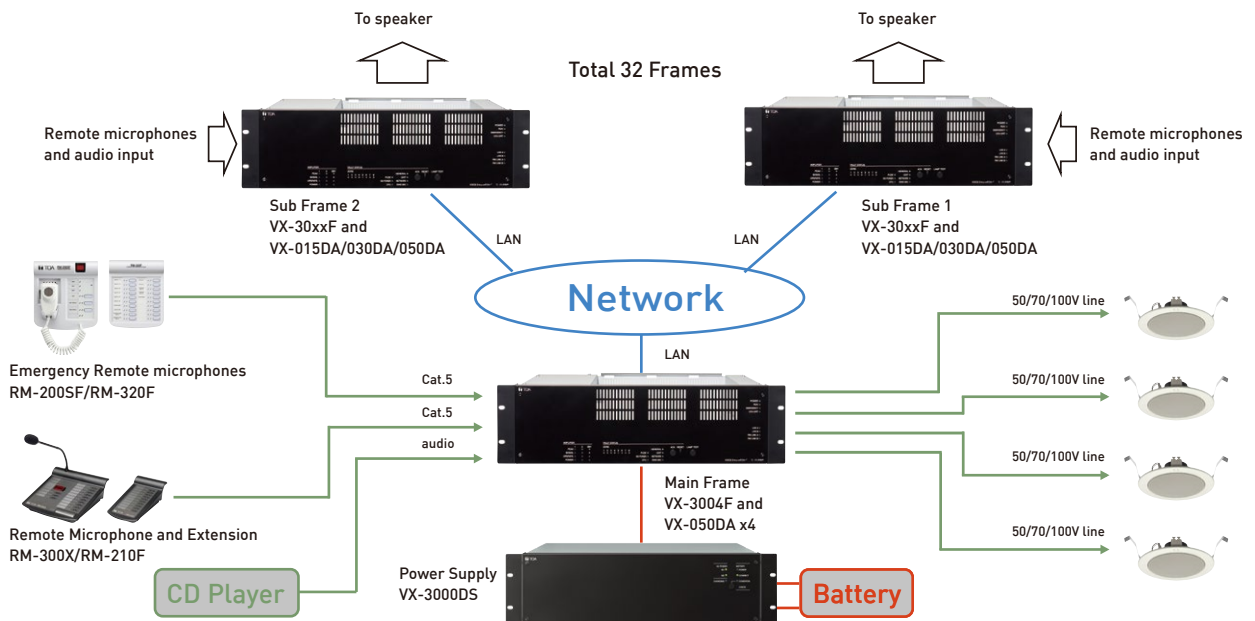 To speaker
To speaker
Total 32 Frames
Remote microphones
and audio input
Remote microphones
and audio input
Sub Frame 2
VX-30xxF and
VX-015DA/030DA/050DA
Sub Frame 1
VX-30xxF and
VX-015DA/030DA/050DA
LAN
LAN
Network
LAN
TOA
Emergency Remote microphones
RM-200SF/RM-320F
Cat.5
Cat.5
audio
50/70/100V line
50/70/100V line
50/70/100V line
50/70/100V line
Remote Microphone and Extension
RM-300X/RM-210F
Main Frame
VX-3004F and
VX-050DA x4
CD Player
Power Supply
VX-3000DS
Battery